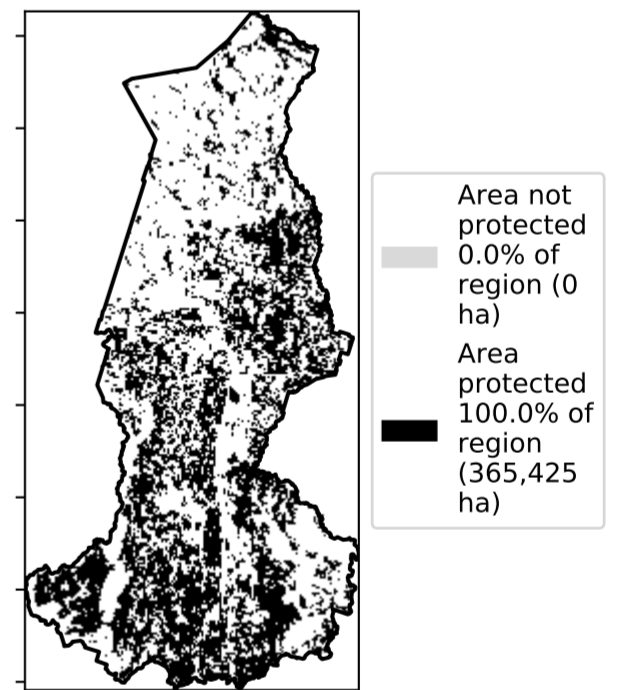 Area not
protected
0.0% of
region (0
ha)
Area
protected
100.0% of
region
(365,425
ha)